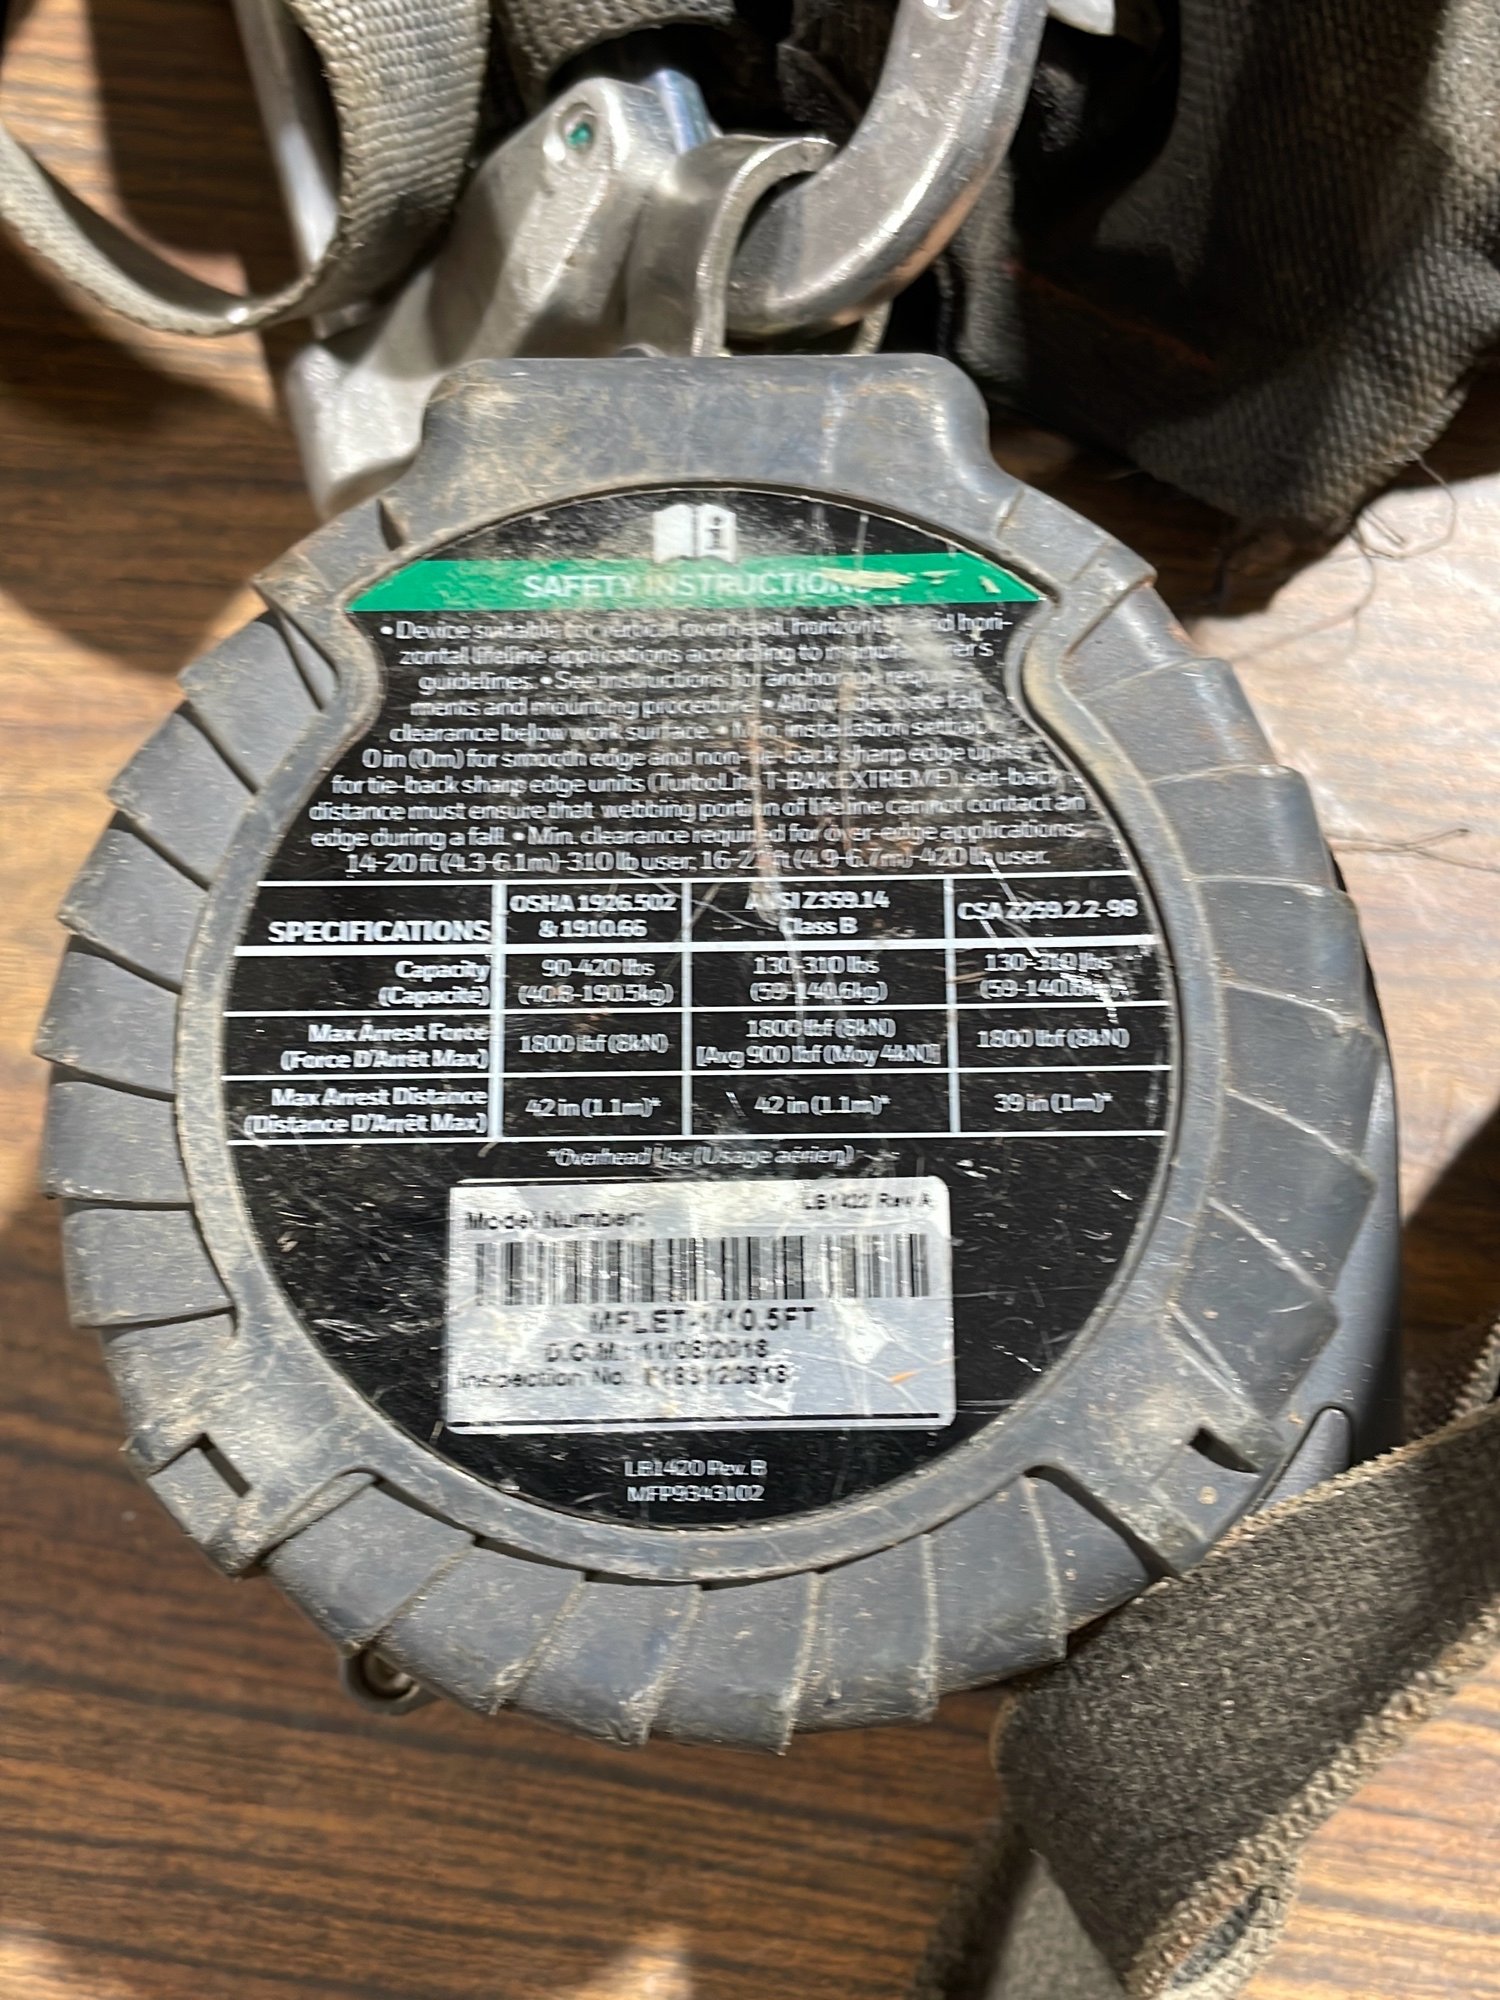 i
SAFETY INSTRUCTIONS
• Device suitable for vertical overhead, horizontal and hori-
zontal lifeline applications according to manufacturer's
guidelines. • See instructions for anchorage require-
ments and mounting procedure. • Allow adequate fall
clearance below work surface. • Min. installation setback
0 in (0m) for smooth edge and non-tie-back sharp edge units
for tie-back sharp edge units (TurboLite T-BAK EXTREME), set-back
distance must ensure that webbing portion of lifeline cannot contact an
edge during a fall. • Min. clearance required for over-edge applications:
14-20 ft (4.3-6.1m)-310 lb user; 16-22 ft (4.9-6.7m)-420 lb user.
SPECIFICATIONS OSHA 1926.502 & 1910.66 ANSI Z359.14 Class B CSA Z259.2.2-98
Capacity (Capacité) 90-420 lbs (40.8-190.5kg) 130-310 lbs (59-140.6kg) 130-310 lbs (59-140.6kg)
Max Arrest Force (Force D'Arrêt Max) 1800 lbf (8kN) 1800 lbf (8kN) [Avg 900 lbf (Moy 4kN)] 1800 lbf (8kN)
Max Arrest Distance (Distance D'Arrêt Max) 42 in (1.1m)* 42 in (1.1m)* 39 in (1m)*
*Overhead Use (Usage aérien)
LB1422 Rev A
Model Number:
MFLET-1/10.5FT
D.O.M.: 11/08/2018
Inspection No.:
LB1420 Rev. B
MFP9343102